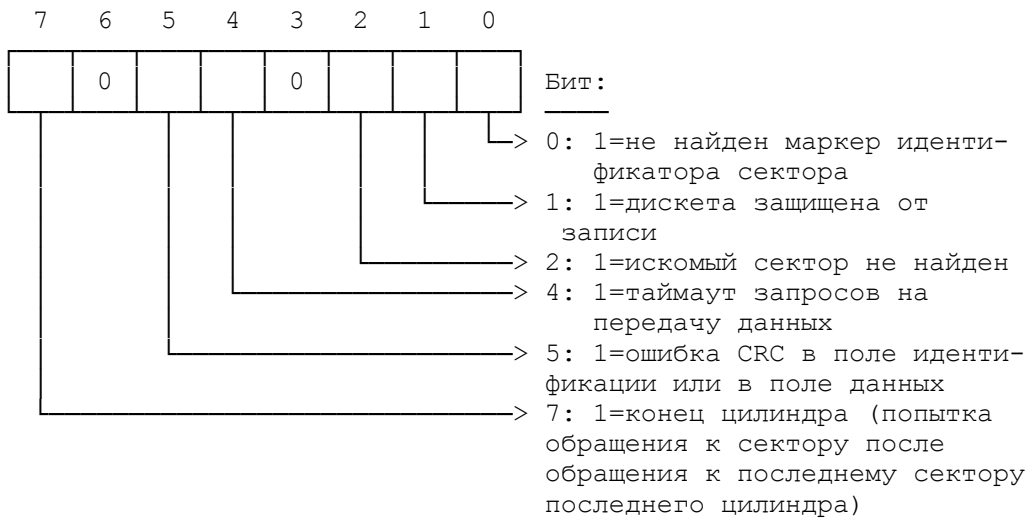 7 6 5 4 3 2 1 0
0 0 Бит:
> 0: 1=не найден маркер иденти-
фикатора сектора
> 1: 1=дискета защищена от
записи
> 2: 1=искомый сектор не найден
> 4: 1=таймаут запросов на
передачу данных
> 5: 1=ошибка CRC в поле иденти-
фикации или в поле данных
> 7: 1=конец цилиндра (попытка
обращения к сектору после
обращения к последнему сектору
последнего цилиндра)